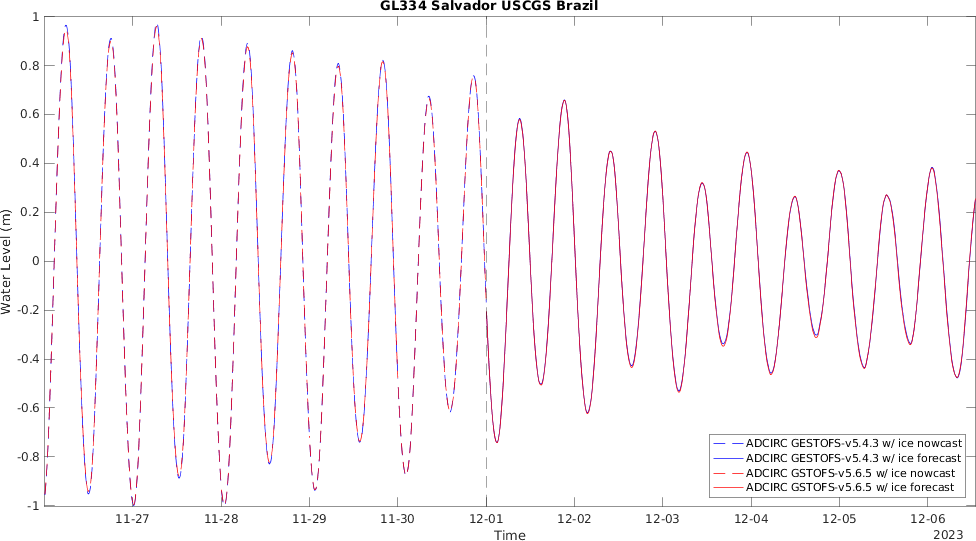 GL334 Salvador USCGS Brazil
Water Level (m)
1
0.8
0.6
0.4
0.2
0
-0.2
-0.4
-0.6
-0.8
-1
ADCIRC GESTOFS-v5.4.3 w/ ice nowcast
ADCIRC GESTOFS-v5.4.3 w/ ice forecast
ADCIRC GSTOFS-v5.6.5 w/ ice nowcast
ADCIRC GSTOFS-v5.6.5 w/ ice forecast
11-27 11-28 11-29 11-30 12-01 12-02 12-03 12-04 12-05 12-06
Time
2023